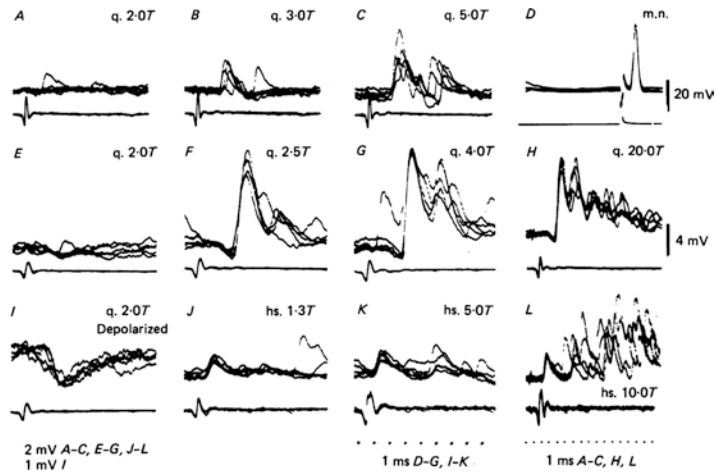 A q. 2·0T
B q. 3·0T
C q. 5·0T
D m.n.
20 mV
E q. 2·0T
F q. 2·5T
G q. 4·0T
H q. 20·0T
4 mV
I q. 2·0T
Depolarized
J hs. 1·3T
K hs. 5·0T
L
hs. 10·0T
2 mV A–C, E–G, J–L
1 mV I
1 ms D–G, I–K
1 ms A–C, H, L